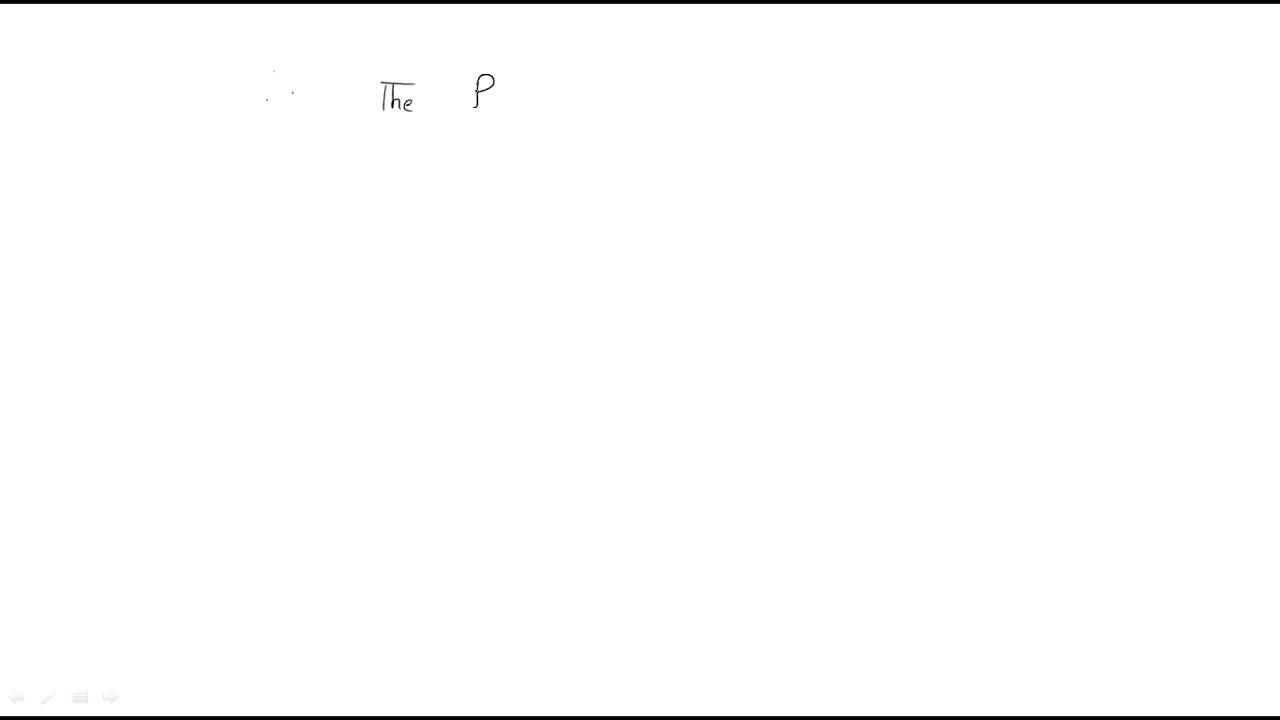 ∴ The P